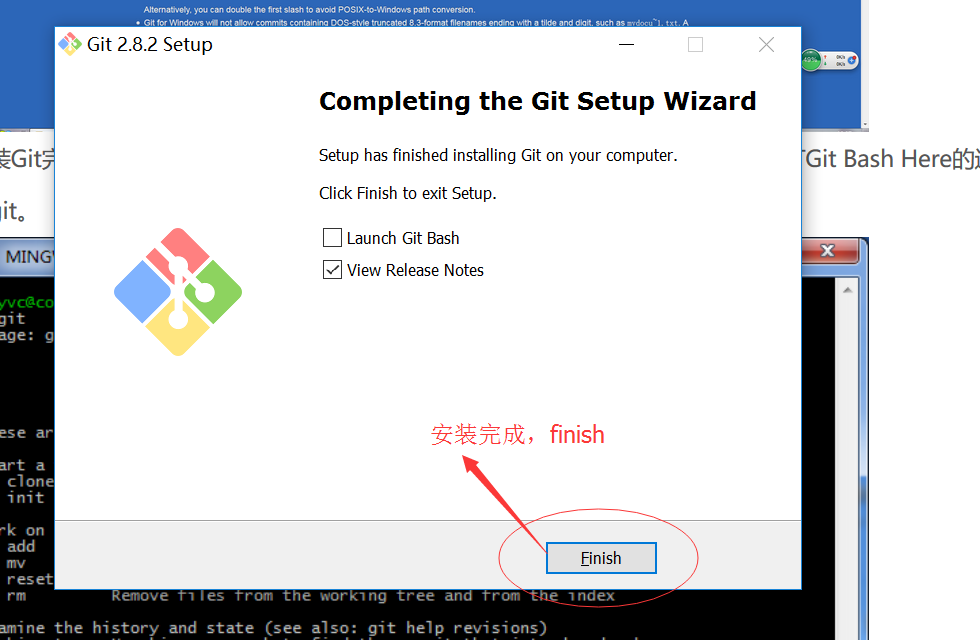 Alternatively, you can double the first slash to avoid POSIX-to-Windows path conversion.
• Git for Windows will not allow commits containing DOS-style truncated 8.3-format filenames ending with a tilde and digit, such as mydocu~1.txt. A
Git 2.8.2 Setup
Completing the Git Setup Wizard
装Git完
Git Bash Here的
Setup has finished installing Git on your computer.
Click Finish to exit Setup.
git。
Launch Git Bash
MING
View Release Notes
yvc@co
git
age: g
ese ar
安装完成，finish
art a
clone
init
rk on
add
Finish
mv
reset
rm Remove files from the working tree and from the index
amine the history and state (see also: git help revisions)